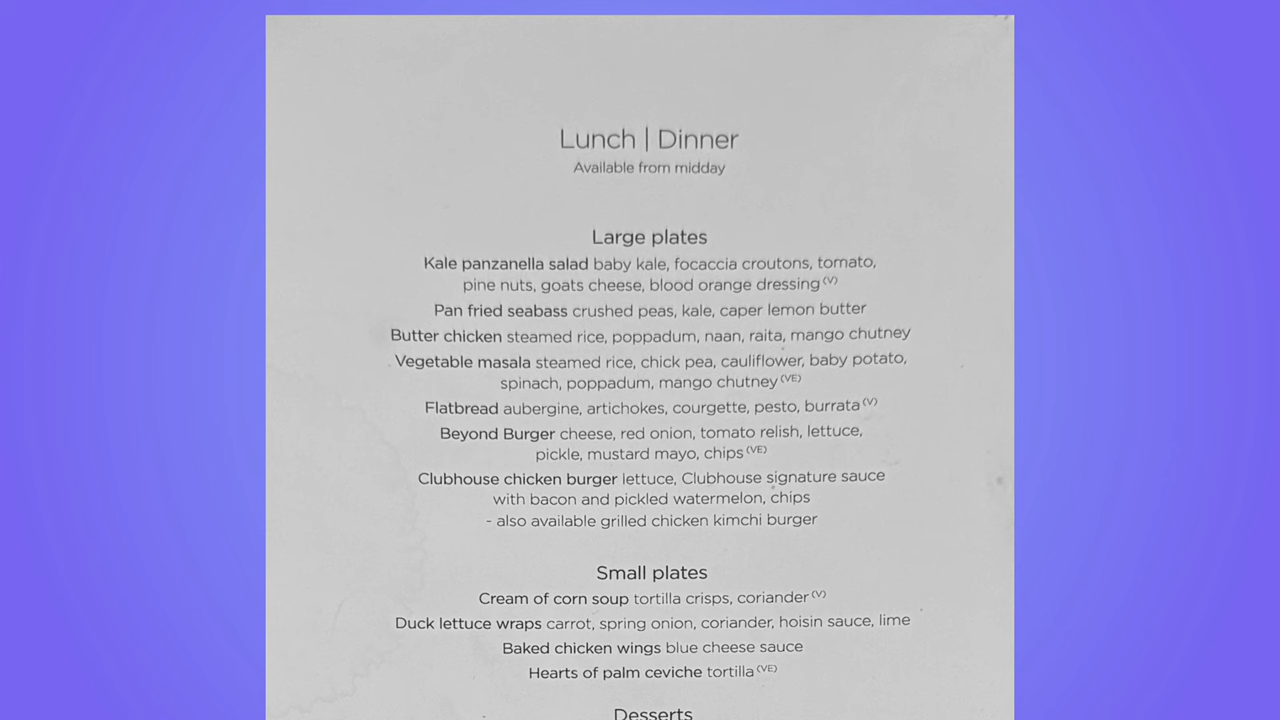 Lunch | Dinner
Available from midday
Large plates
Kale panzanella salad baby kale, focaccia croutons, tomato,
pine nuts, goats cheese, blood orange dressing (V)
Pan fried seabass crushed peas, kale, caper lemon butter
Butter chicken steamed rice, poppadum, naan, raita, mango chutney
Vegetable masala steamed rice, chick pea, cauliflower, baby potato,
spinach, poppadum, mango chutney (VE)
Flatbread aubergine, artichokes, courgette, pesto, burrata (V)
Beyond Burger cheese, red onion, tomato relish, lettuce,
pickle, mustard mayo, chips (VE)
Clubhouse chicken burger lettuce, Clubhouse signature sauce
with bacon and pickled watermelon, chips
- also available grilled chicken kimchi burger
Small plates
Cream of corn soup tortilla crisps, coriander (V)
Duck lettuce wraps carrot, spring onion, coriander, hoisin sauce, lime
Baked chicken wings blue cheese sauce
Hearts of palm ceviche tortilla (VE)
Desserts